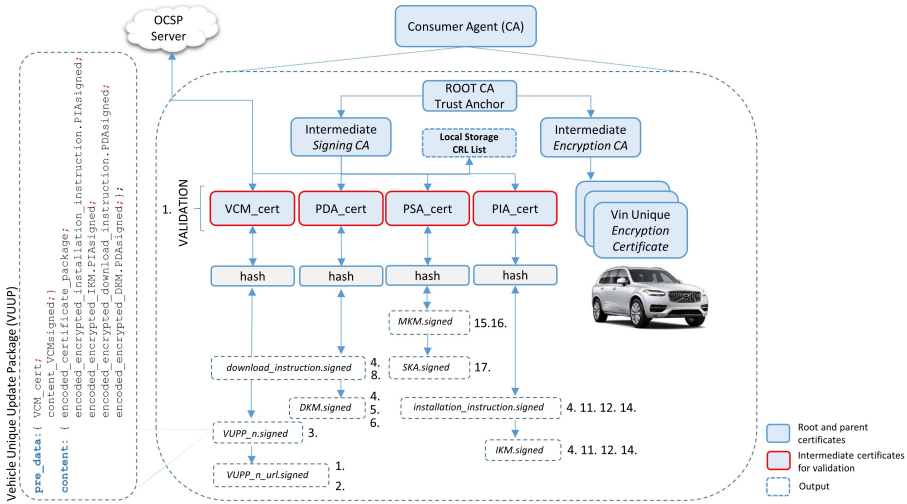 OCSP
Server
Consumer Agent (CA)
ROOT CA
Trust Anchor
Intermediate
Signing CA
Local Storage
CRL List
Intermediate
Encryption CA
1.
VALIDATION
VCM_cert
PDA_cert
PSA_cert
PIA_cert
Vin Unique
Encryption
Certificate
hash
hash
hash
hash
MKM.signed
15.16.
download_instruction.signed
4.
8.
SKA.signed
17.
DKM.signed
4.
5.
6.
installation_instruction.signed
4. 11. 12. 14.
VUPP_n.signed
3.
IKM.signed
4. 11. 12. 14.
VUPP_n_url.signed
1.
2.
Root and parent
certificates
Intermediate certificates
for validation
Output
Vehicle Unique Update Package (VUUP)
pre_data:{ VCM_cert;
content_VCMsigned;}
content: { encoded_certificate_package;
encoded_encrypted_installation_instruction.PIAsigned;
encoded_encrypted_IKM.PIAsigned;
encoded_encrypted_download_instruction.PDAsigned;
encoded_encrypted_DKM.PDAsigned;};